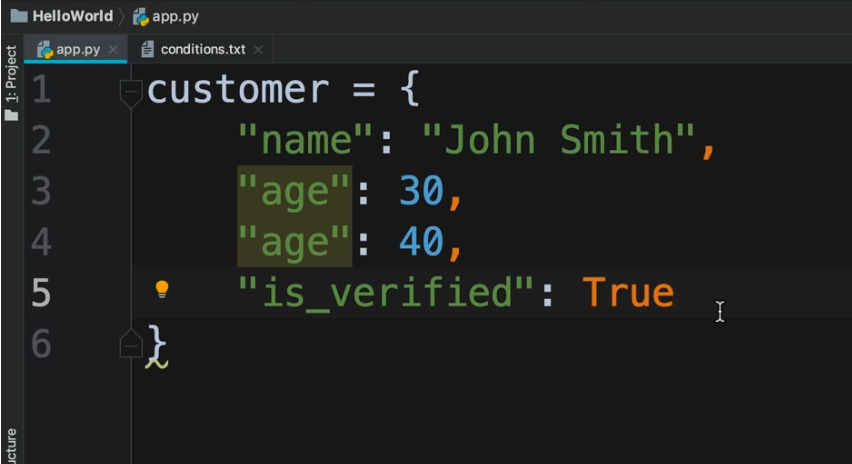 HelloWorld app.py
app.py conditions.txt
1: Project
1 customer = {
2 "name": "John Smith",
3 "age": 30,
4 "age": 40,
5 "is_verified": True
6 }
ucture